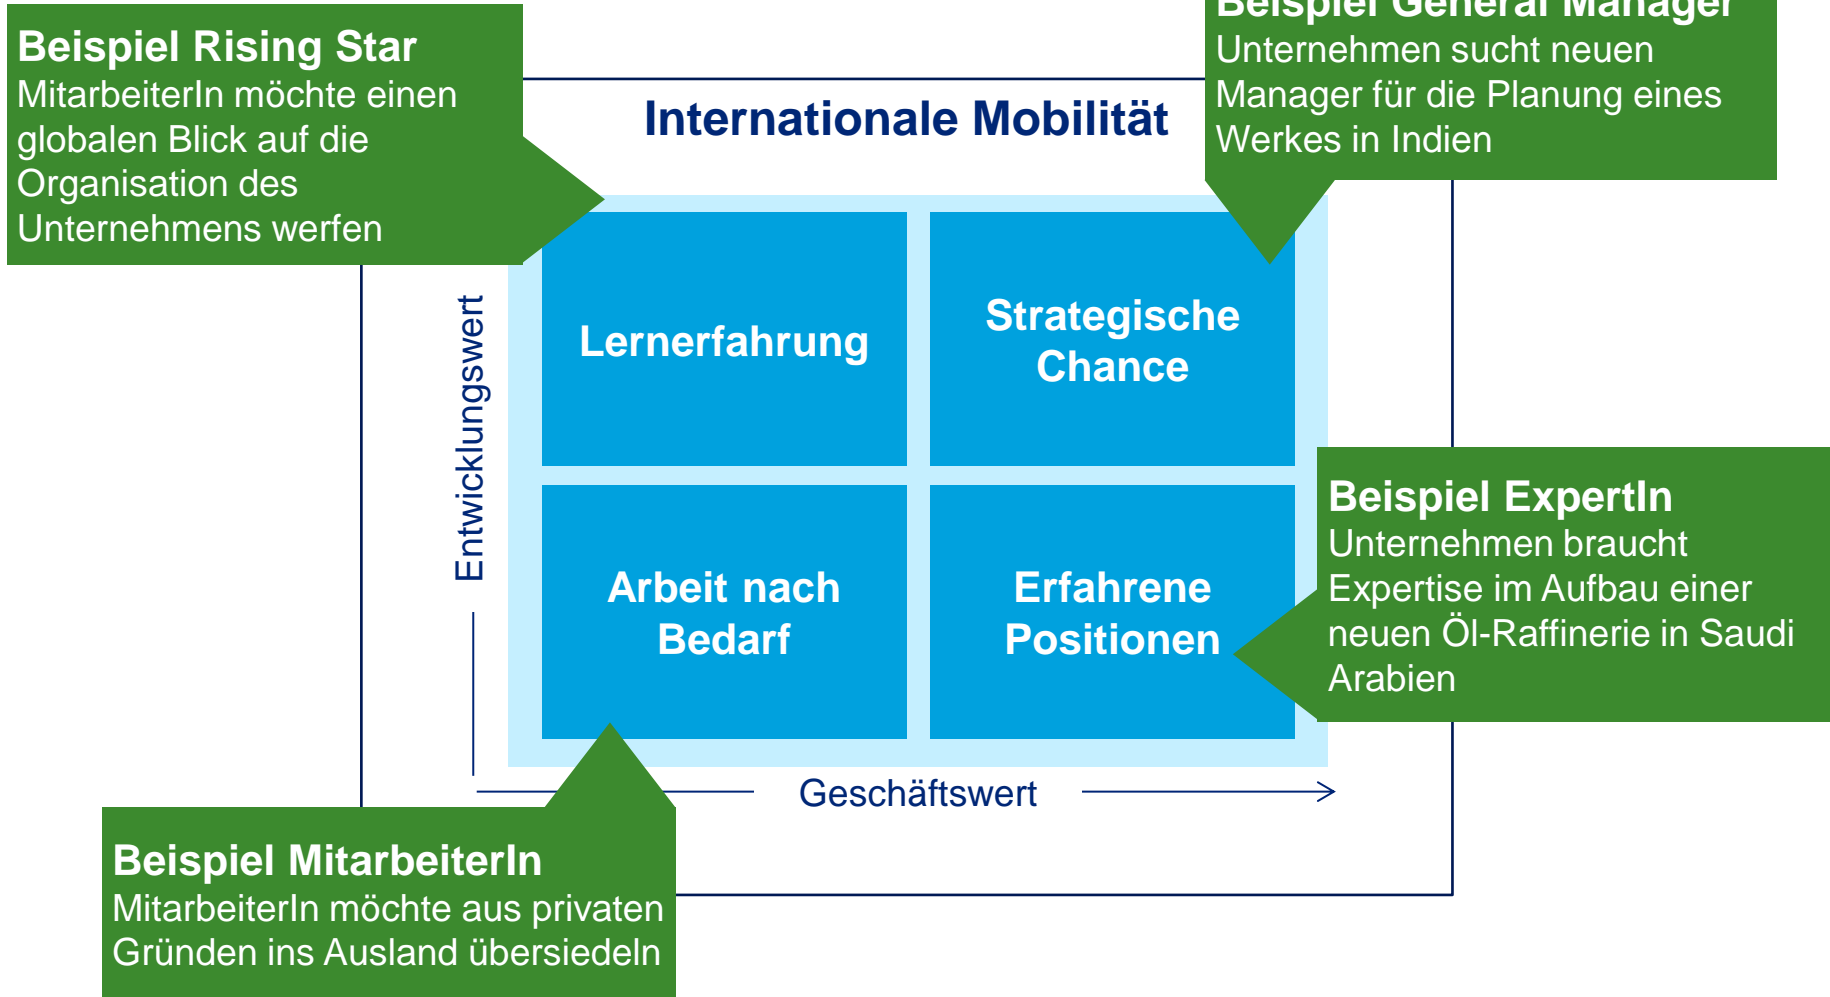 Beispiel Rising Star
MitarbeiterIn möchte einen
globalen Blick auf die
Organisation des
Unternehmens werfen
Internationale Mobilität
Beispiel General Manager
Unternehmen sucht neuen
Manager für die Planung eines
Werkes in Indien
Entwicklungswert
Lernerfahrung
Strategische
Chance
Arbeit nach
Bedarf
Erfahrene
Positionen
Beispiel ExpertIn
Unternehmen braucht
Expertise im Aufbau einer
neuen Öl-Raffinerie in Saudi
Arabien
Geschäftswert
Beispiel MitarbeiterIn
MitarbeiterIn möchte aus privaten
Gründen ins Ausland übersiedeln